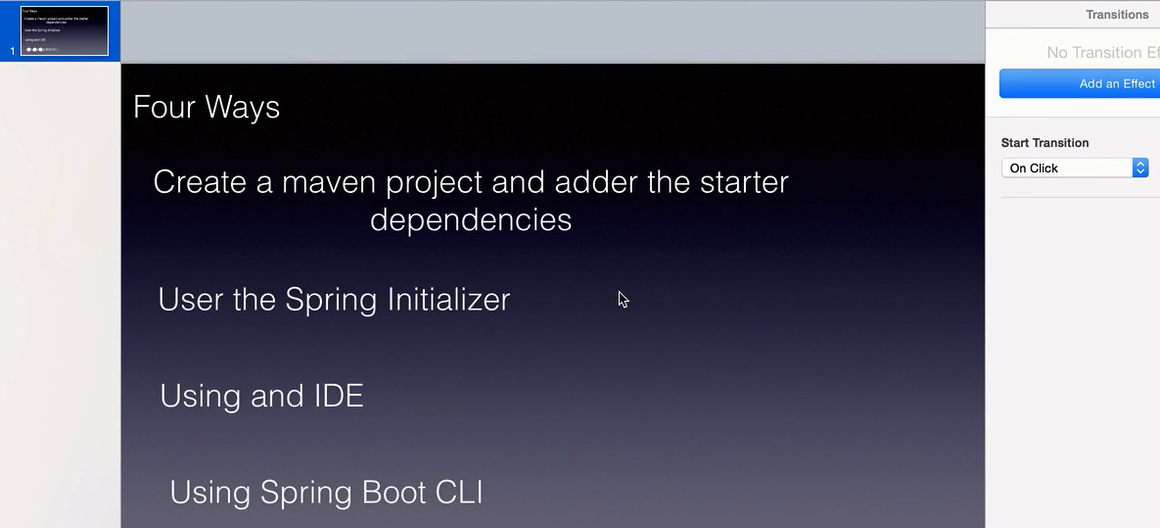 Transitions
No Transition Ef
Add an Effect
Start Transition
On Click
1
Four Ways
Create a maven project and adder the starter
dependencies
User the Spring Initializer
Using and IDE
Using Spring Boot CLI